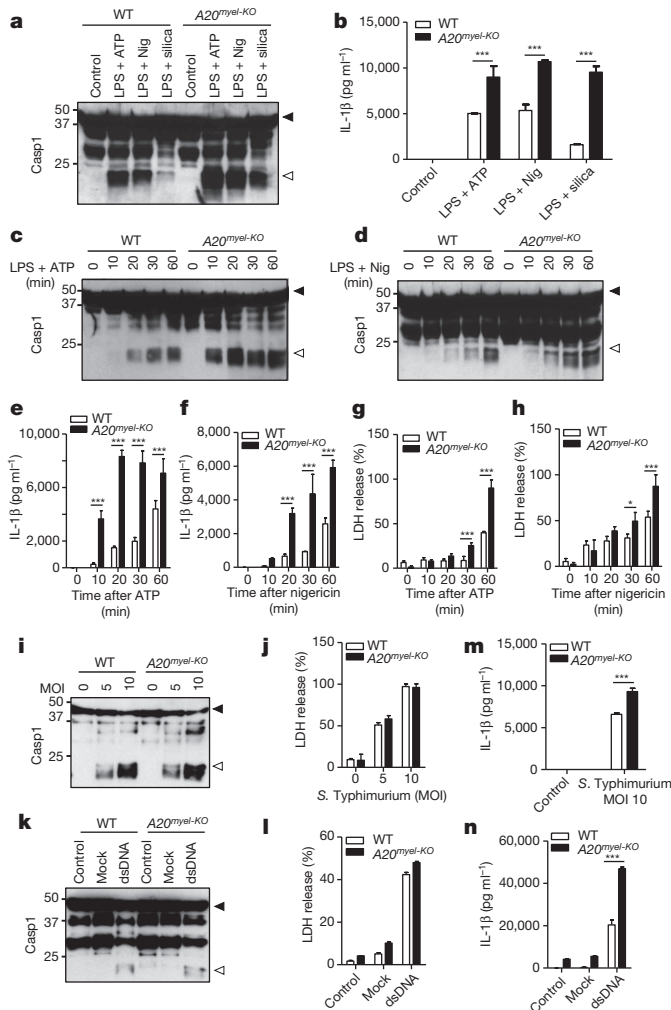 a
WT
A20myel-KO
Control
LPS + ATP
LPS + Nig
LPS + silica
Control
LPS + ATP
LPS + Nig
LPS + silica
50
37
25
Casp1
b
WT
A20myel-KO
IL-1β (pg ml−1)
15,000
10,000
5,000
0
***
***
***
Control
LPS + ATP
LPS + Nig
LPS + silica
c
WT
A20myel-KO
LPS + ATP
(min)
0 10 20 30 60 0 10 20 30 60
50
37
25
Casp1
d
WT
A20myel-KO
LPS + Nig
(min)
0 10 20 30 60 0 10 20 30 60
50
37
25
Casp1
e
WT
A20myel-KO
IL-1β (pg ml−1)
10,000
6,000
2,000
0
***
***
***
***
0 10 20 30 60
Time after ATP
(min)
f
WT
A20myel-KO
IL-1β (pg ml−1)
8,000
6,000
4,000
2,000
0
***
***
***
0 10 20 30 60
Time after nigericin
(min)
g
WT
A20myel-KO
LDH release (%)
150
100
50
0
***
***
0 10 20 30 60
Time after ATP
(min)
h
WT
A20myel-KO
LDH release (%)
150
100
50
0
*
***
0 10 20 30 60
Time after nigericin
(min)
i
WT
A20myel-KO
MOI
0 5 10 0 5 10
50
37
25
Casp1
j
WT
A20myel-KO
LDH release (%)
150
100
50
0
0 5 10
S. Typhimurium (MOI)
m
WT
A20myel-KO
IL-1β (pg ml−1)
15,000
10,000
5,000
0
***
Control
S. Typhimurium
MOI 10
k
WT
A20myel-KO
Control
Mock
dsDNA
Control
Mock
dsDNA
50
37
25
Casp1
l
WT
A20myel-KO
LDH release (%)
60
40
20
0
Control
Mock
dsDNA
n
WT
A20myel-KO
IL-1β (pg ml−1)
60,000
40,000
20,000
0
***
Control
Mock
dsDNA